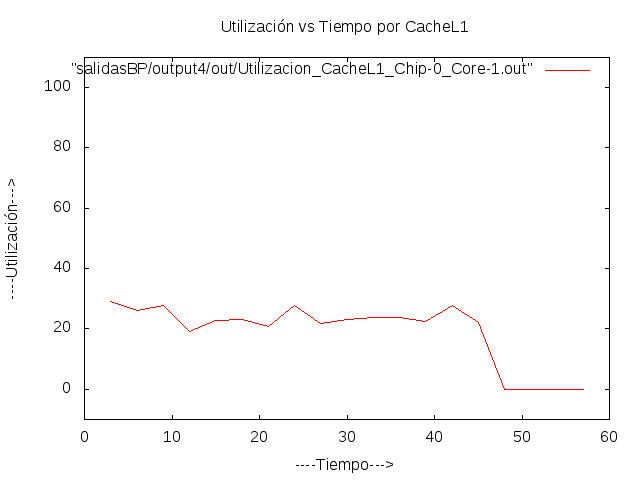 Utilización vs Tiempo por CacheL1
"salidasBP/output4/out/Utilizacion_CacheL1_Chip-0_Core-1.out"
100
80
60
40
20
0
----Utilización--->
0 10 20 30 40 50 60
----Tiempo--->